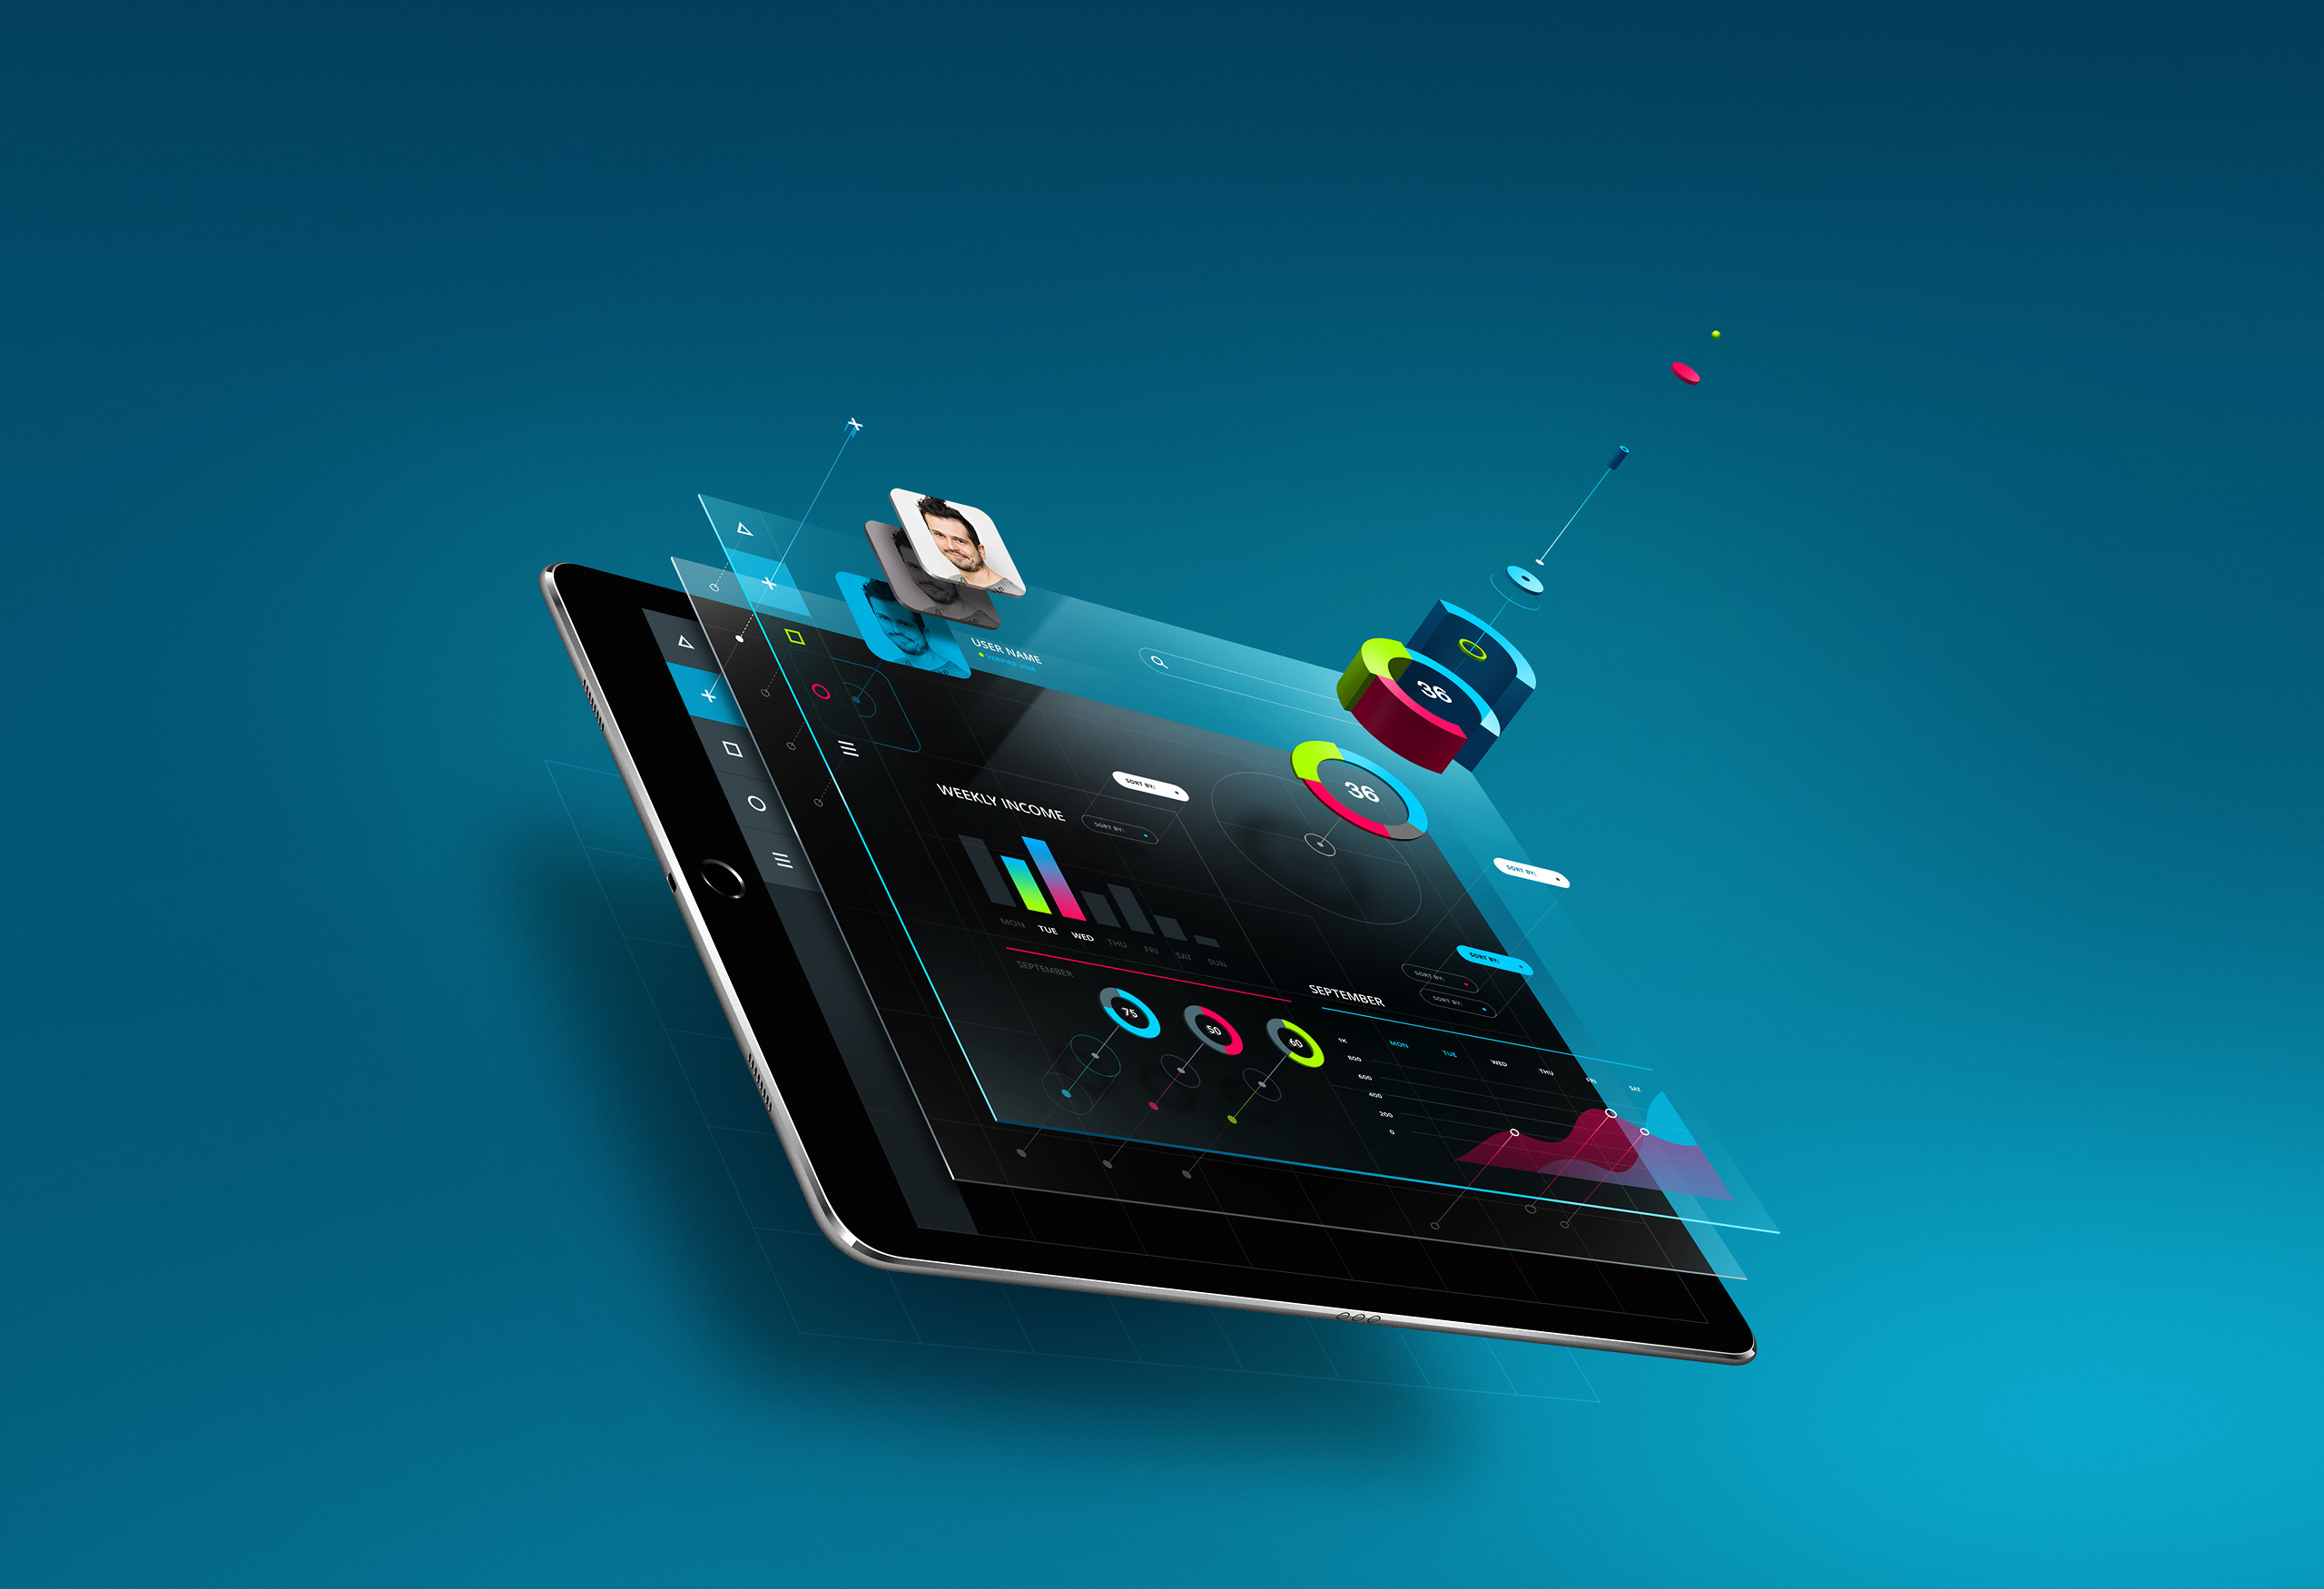 USER NAME
VERIFIED USER
36
36
WEEKLY INCOME
SORT BY:
SORT BY:
MON TUE WED THU FRI SAT SUN
SEPTEMBER
75
50
60
SORT BY:
SORT BY:
SORT BY:
SORT BY:
SEPTEMBER
1K MON TUE WED THU FRI SAT
800
600
400
200
0